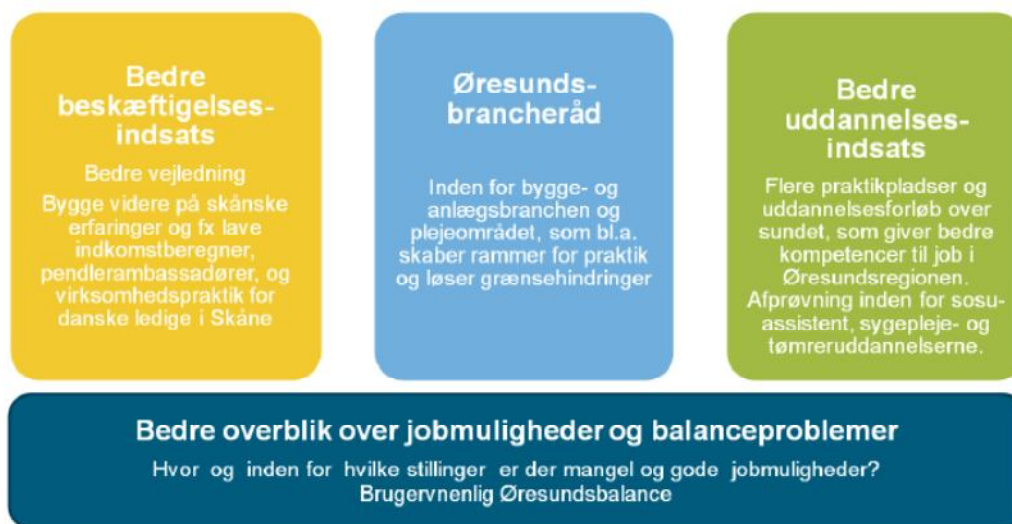 Bedre
beskæftigelses-
indsats
Bedre vejledning
Bygge videre på skånske
erfaringer og fx lave
indkomstberegner,
pendlerambassadører, og
virksomhedspraktik for
danske ledige i Skåne
Øresunds-
brancheråd
Inden for bygge- og
anlægsbranchen og
plejeområdet, som bl.a.
skaber rammer for praktik
og løser grænsehindringer
Bedre
uddannelses-
indsats
Flere praktikpladser og
uddannelsesforløb over
sundet, som giver bedre
kompetencer til job i
Øresundsregionen.
Afprøvning inden for sosu-
assistent, sygepleje- og
tømreruddannelserne.
Bedre overblik over jobmuligheder og balanceproblemer
Hvor og inden for hvilke stillinger er der mangel og gode jobmuligheder?
Brugervnenlig Øresundsbalance